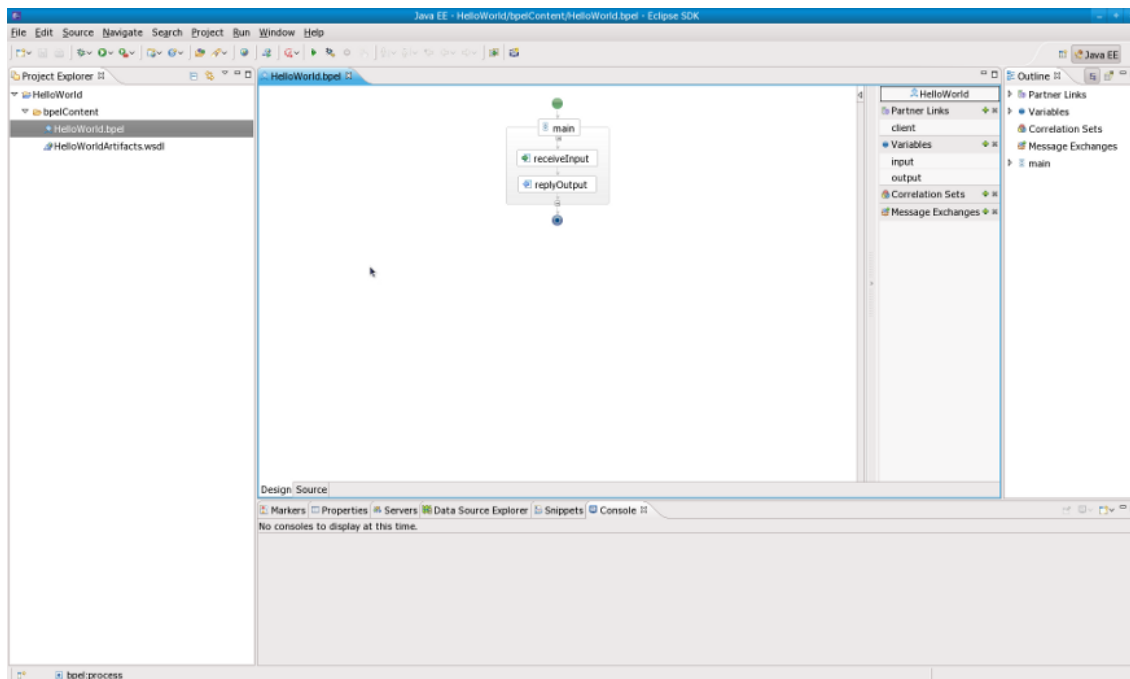 Java EE - HelloWorld/bpelContent/HelloWorld.bpel - Eclipse SDK
File Edit Source Navigate Search Project Run Window Help
Java EE
Project Explorer
HelloWorld
bpelContent
HelloWorld.bpel
HelloWorldArtifacts.wsdl
HelloWorld.bpel
main
receiveInput
replyOutput
HelloWorld
Partner Links
client
Variables
input
output
Correlation Sets
Message Exchanges
Outline
Partner Links
Variables
Correlation Sets
Message Exchanges
main
Design Source
Markers Properties Servers Data Source Explorer Snippets Console
No consoles to display at this time.
bpel:process